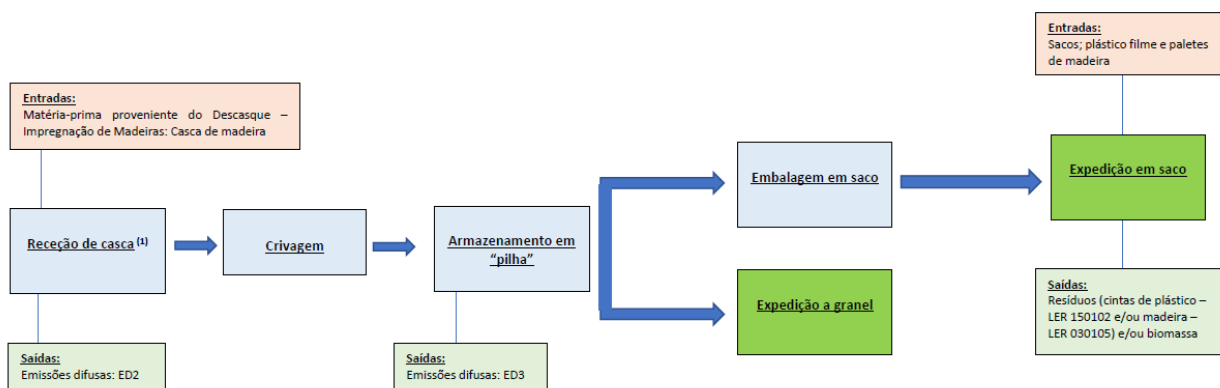 Entradas:
Matéria-prima proveniente do Descasque –
Impregnação de Madeiras: Casca de madeira
Receção de casca (1)
Saídas:
Emissões difusas: ED2
Crivagem
Armazenamento em
“pilha”
Saídas:
Emissões difusas: ED3
Embalagem em saco
Expedição a granel
Entradas:
Sacos; plástico filme e paletes
de madeira
Expedição em saco
Saídas:
Resíduos (cintas de plástico –
LER 150102 e/ou madeira –
LER 030105) e/ou biomassa